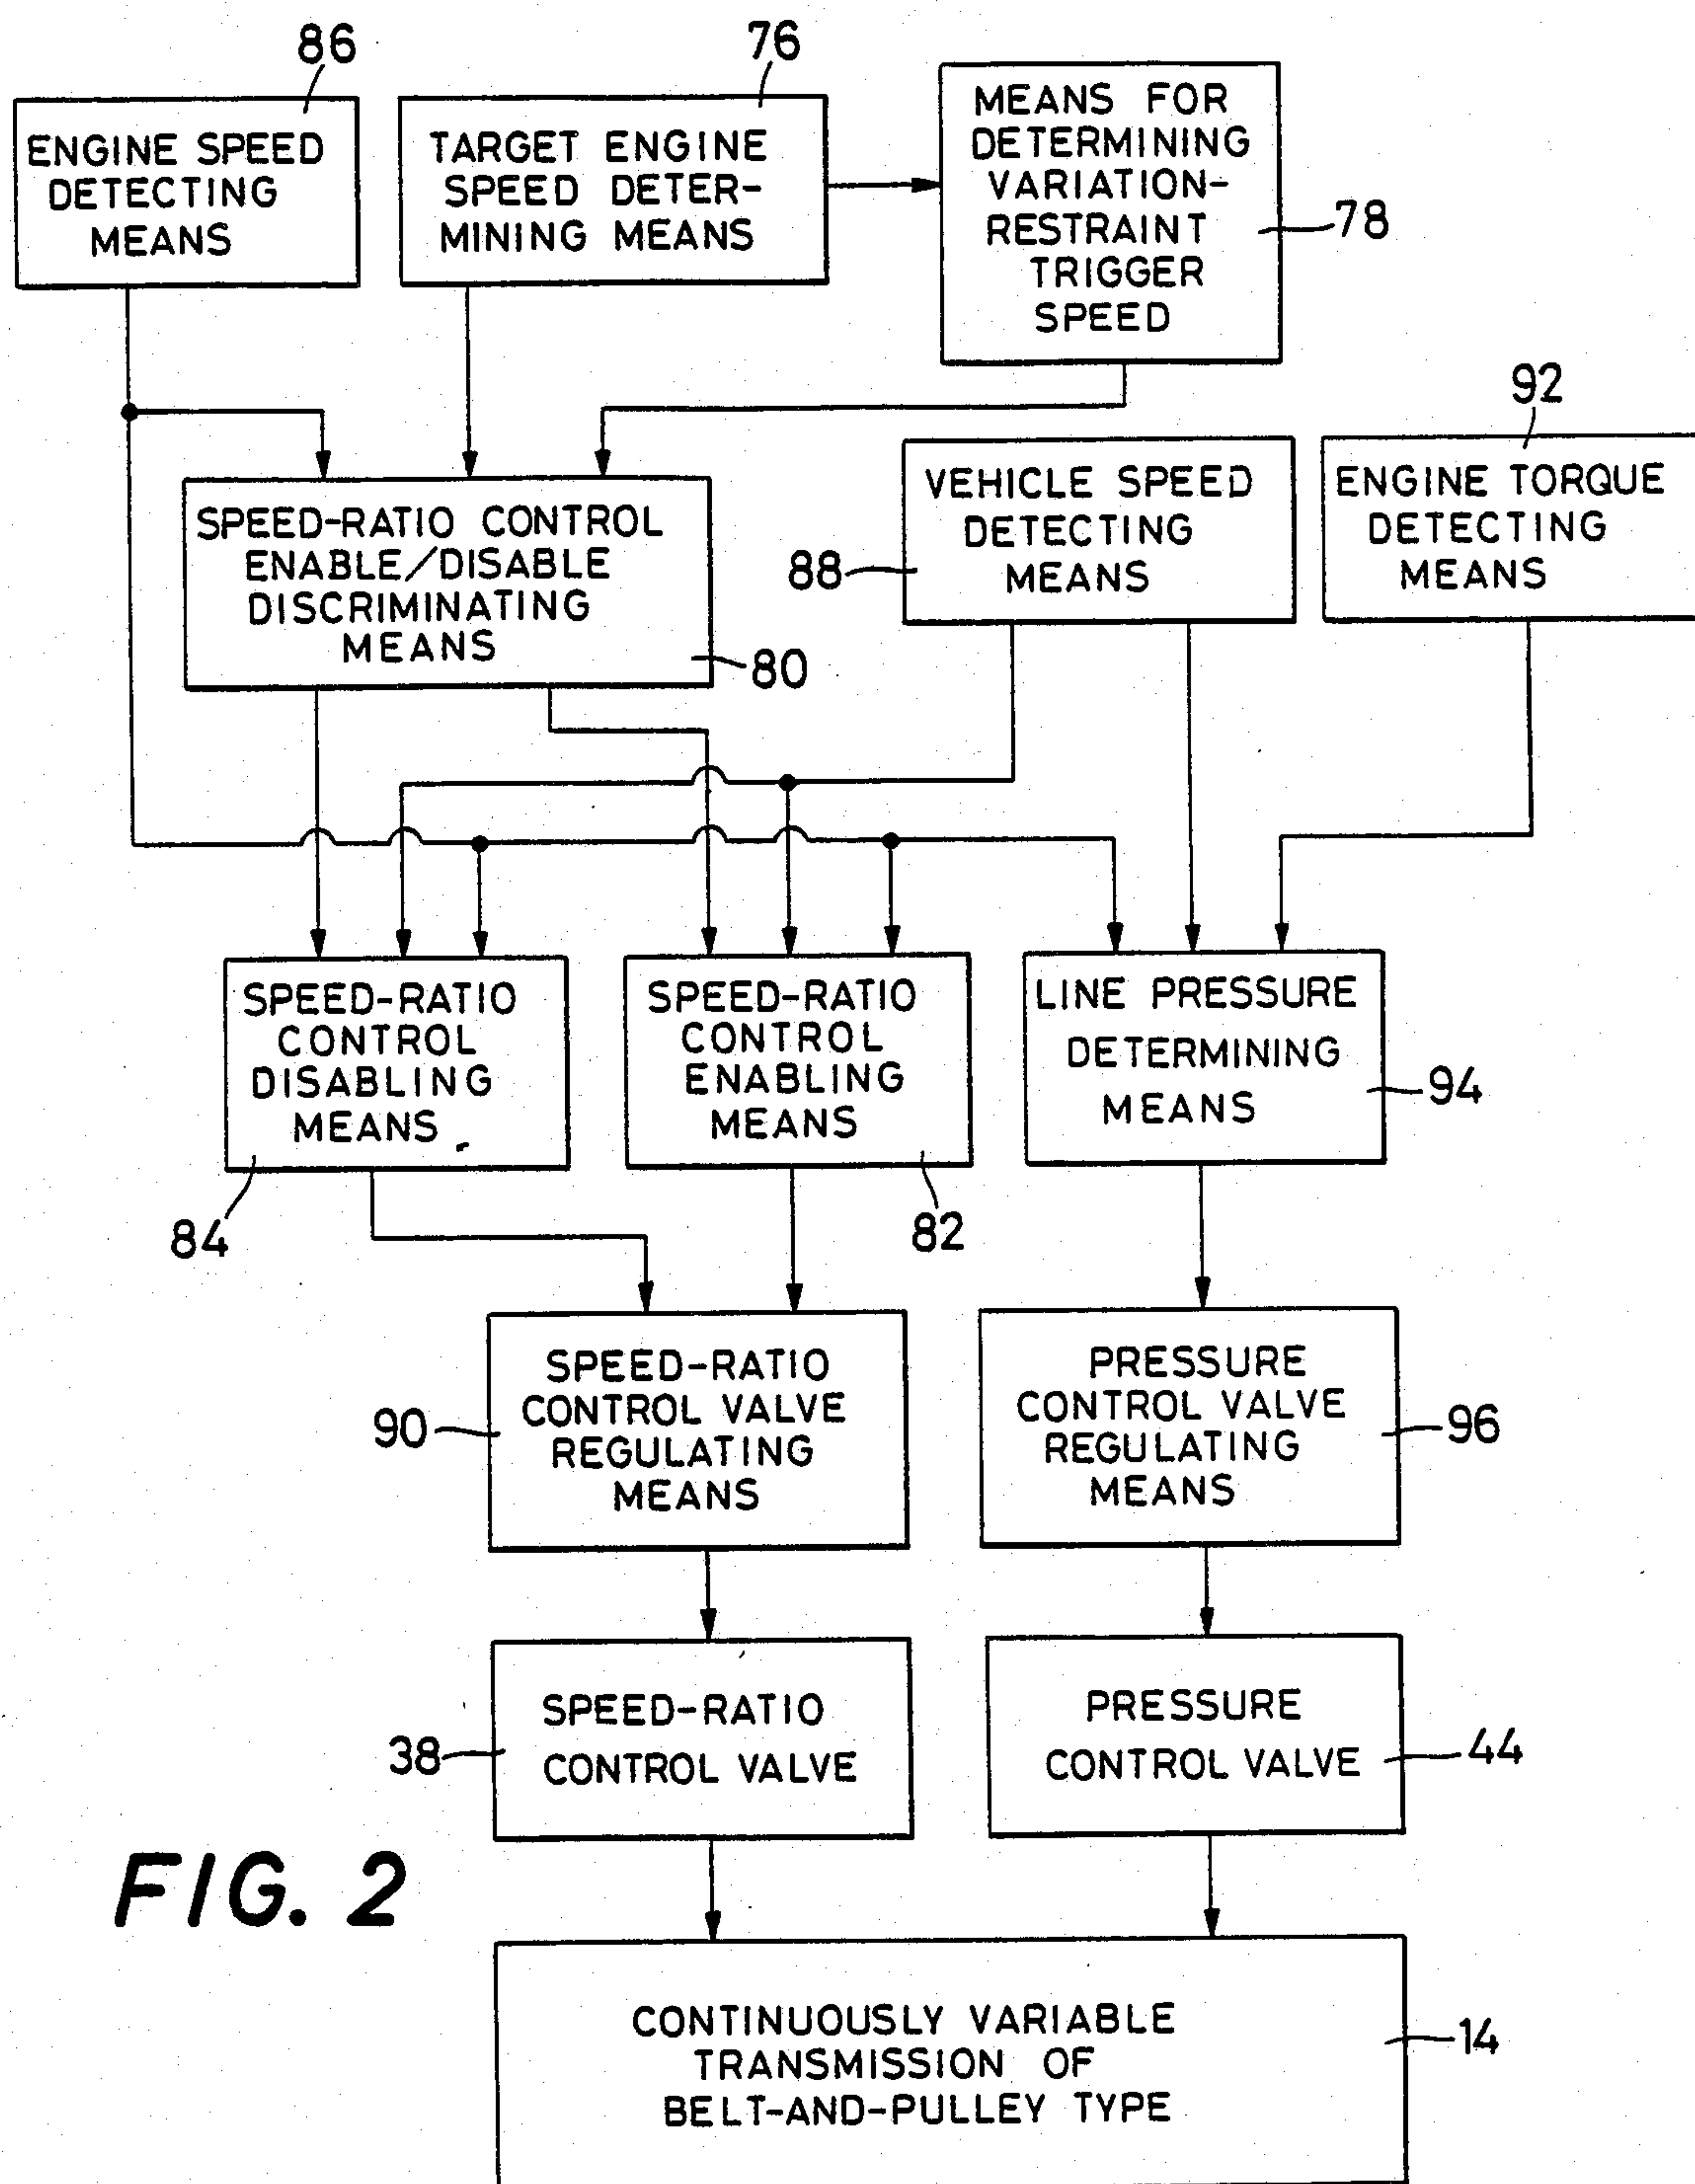 86
76
ENGINE SPEED
DETECTING
MEANS
TARGET ENGINE
SPEED DETER-
MINING MEANS
MEANS FOR
DETERMINING
VARIATION-
RESTRAINT
TRIGGER
SPEED
78
92
SPEED-RATIO CONTROL
ENABLE/DISABLE
DISCRIMINATING
MEANS
80
VEHICLE SPEED
DETECTING
MEANS
88
ENGINE TORQUE
DETECTING
MEANS
SPEED-RATIO
CONTROL
DISABLING
MEANS
84
SPEED-RATIO
CONTROL
ENABLING
MEANS
82
LINE PRESSURE
DETERMINING
MEANS
94
SPEED-RATIO
CONTROL VALVE
REGULATING
MEANS
90
PRESSURE
CONTROL VALVE
REGULATING
MEANS
96
SPEED-RATIO
CONTROL VALVE
38
PRESSURE
CONTROL VALVE
44
FIG. 2
CONTINUOUSLY VARIABLE
TRANSMISSION OF
BELT-AND-PULLEY TYPE
14